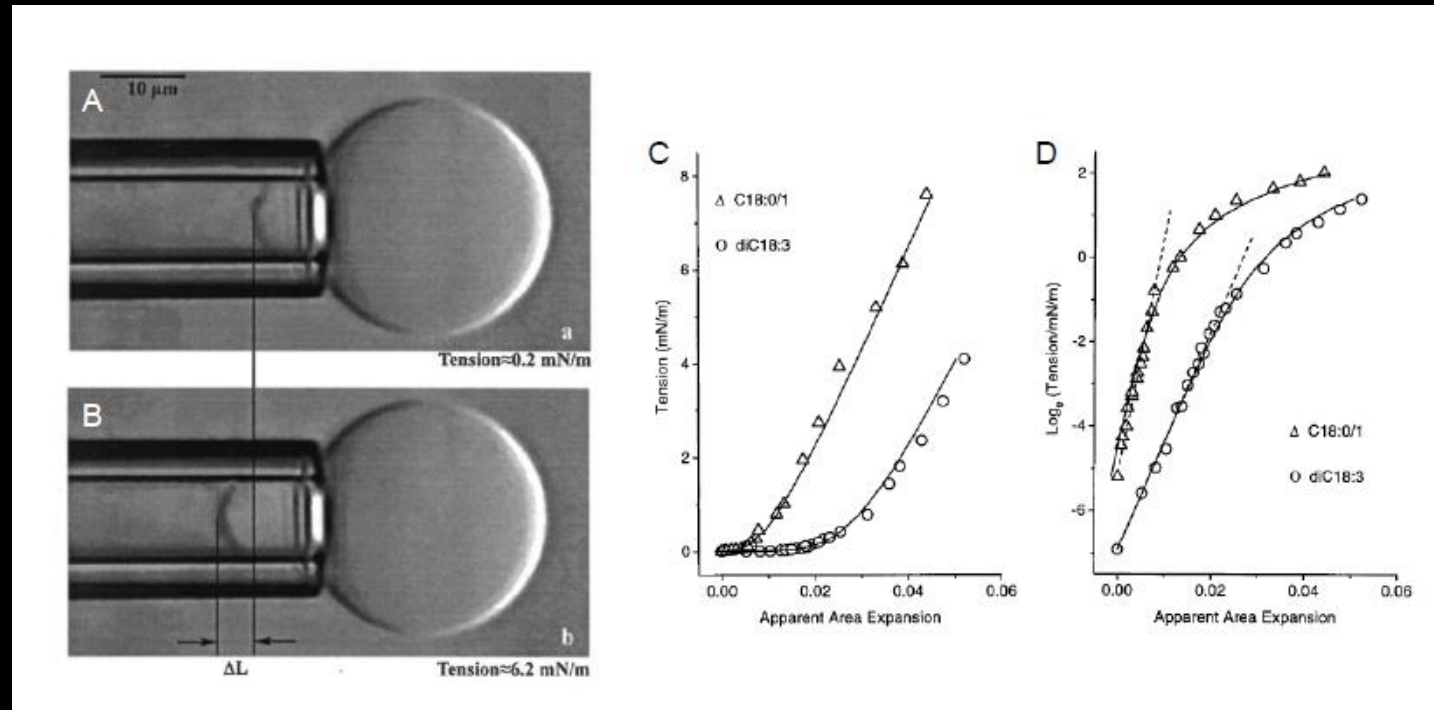 A
10 μm
a
Tension≈0.2 mN/m
B
b
ΔL
Tension≈6.2 mN/m
C
8
6
4
2
0
Tension (mN/m)
Δ C18:0/1
O diC18:3
0.00 0.02 0.04 0.06
Apparent Area Expansion
D
2
0
-2
-4
-6
Logₑ (Tension/mN/m)
Δ C18:0/1
O diC18:3
0.00 0.02 0.04 0.06
Apparent Area Expansion